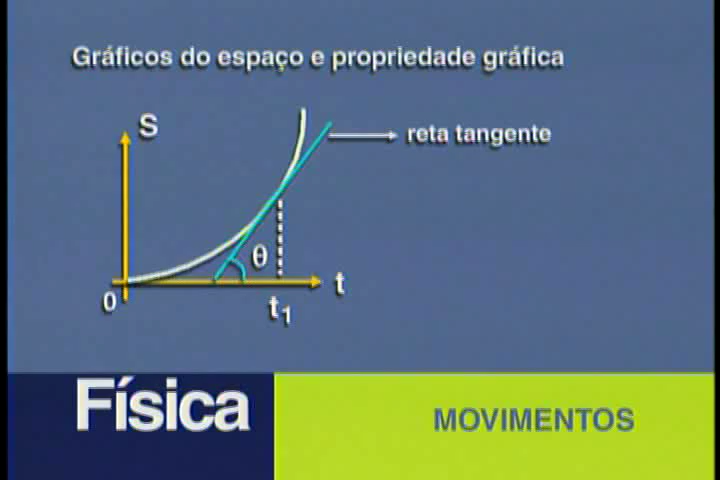 Gráficos do espaço e propriedade gráfica
S
reta tangente
θ
t
0
t₁
Física
MOVIMENTOS